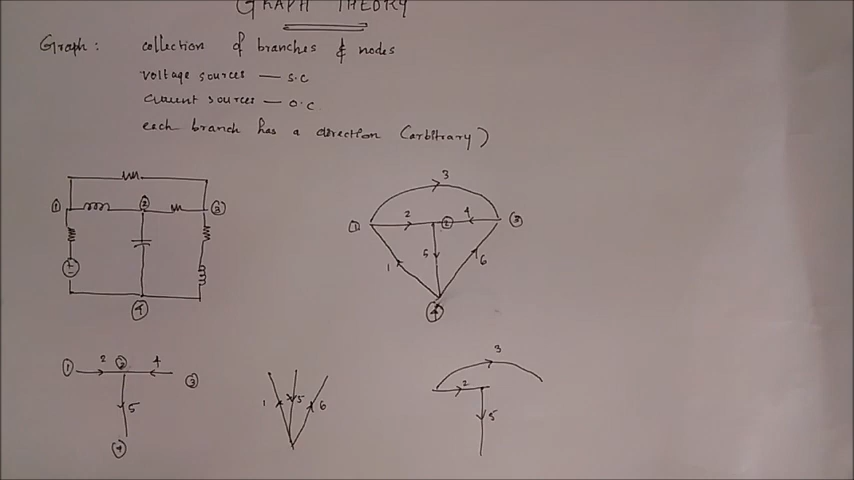 GRAPH THEORY
Graph : collection of branches & nodes
voltage sources — s.c
current sources — o.c
each branch has a direction (arbitrary)
① ② ③
④
3
① 2 ② 4 ③
1 5 6
④
① 2 ② 4 ③
5
④
1 5 6
3
2
5